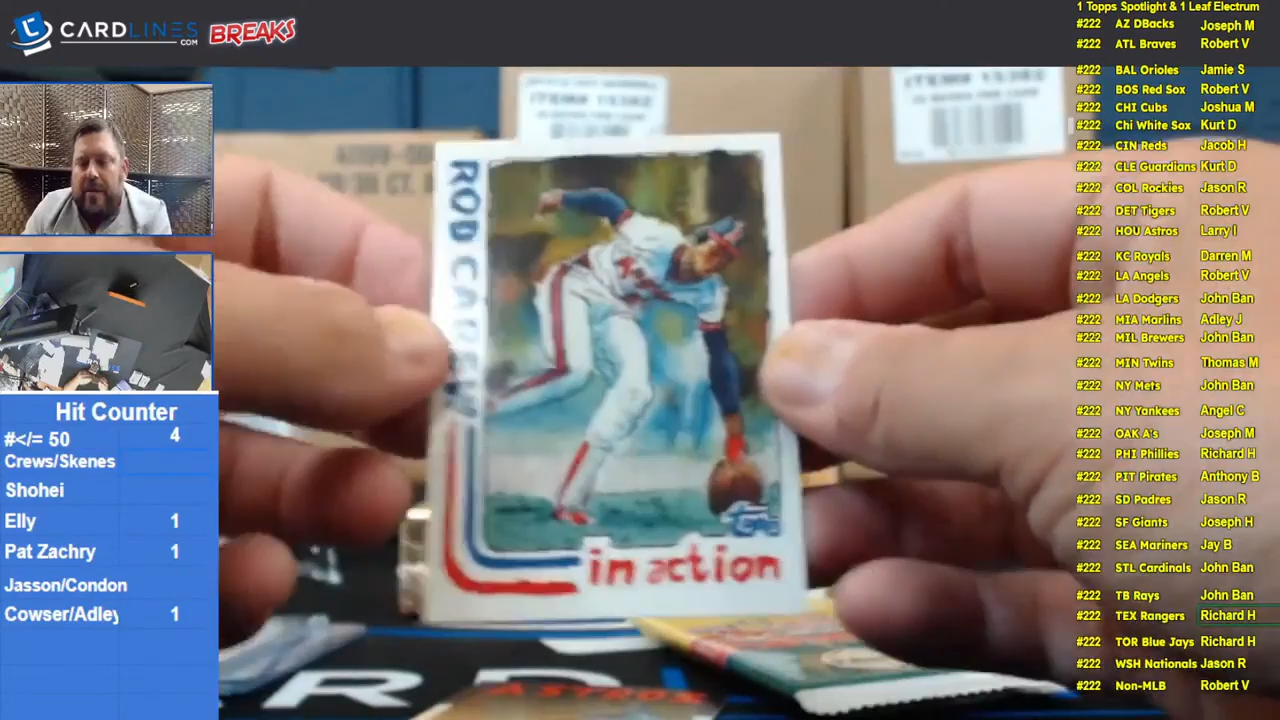 CARDLINES
.COM
BREAKS
1 Topps Spotlight & 1 Leaf Electrum
#222 AZ DBacks Joseph M
#222 ATL Braves Robert V
#222 BAL Orioles Jamie S
#222 BOS Red Sox Robert V
#222 CHI Cubs Joshua M
#222 Chi White Sox Kurt D
#222 CIN Reds Jacob H
#222 CLE Guardians Kurt D
#222 COL Rockies Jason R
#222 DET Tigers Robert V
#222 HOU Astros Larry I
#222 KC Royals Darren M
#222 LA Angels Robert V
#222 LA Dodgers John Ban
#222 MIA Marlins Adley J
#222 MIL Brewers John Ban
#222 MIN Twins Thomas M
#222 NY Mets John Ban
#222 NY Yankees Angel C
#222 OAK A's Joseph M
#222 PHI Phillies Richard H
#222 PIT Pirates Anthony B
#222 SD Padres Jason R
#222 SF Giants Joseph H
#222 SEA Mariners Jay B
#222 STL Cardinals John Ban
#222 TB Rays John Ban
#222 TEX Rangers Richard H
#222 TOR Blue Jays Richard H
#222 WSH Nationals Jason R
#222 Non-MLB Robert V
ROD CAREW
in action
Hit Counter
#</= 50 4
Crews/Skenes
Shohei
Elly 1
Pat Zachry 1
Jasson/Condon
Cowser/Adley 1
ASTROS